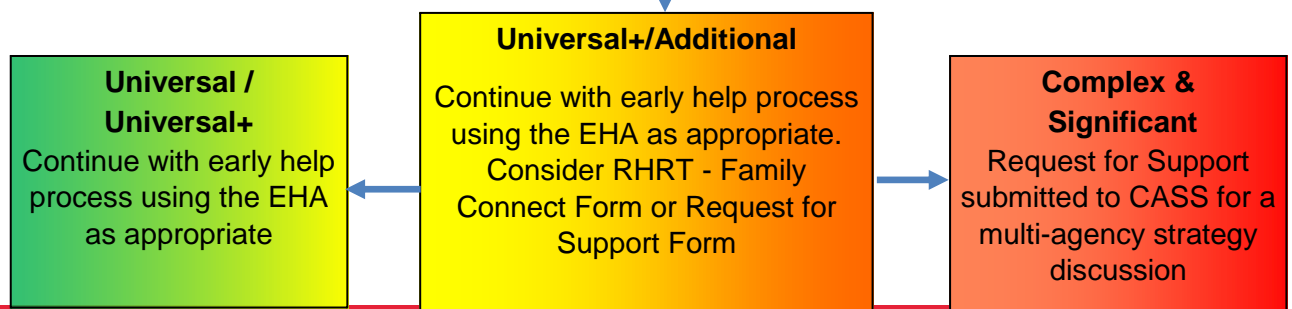 Universal /
Universal+
Continue with early help
process using the EHA
as appropriate
Universal+/Additional
Continue with early help process
using the EHA as appropriate.
Consider RHRT - Family
Connect Form or Request for
Support Form
Complex &
Significant
Request for Support
submitted to CASS for a
multi-agency strategy
discussion